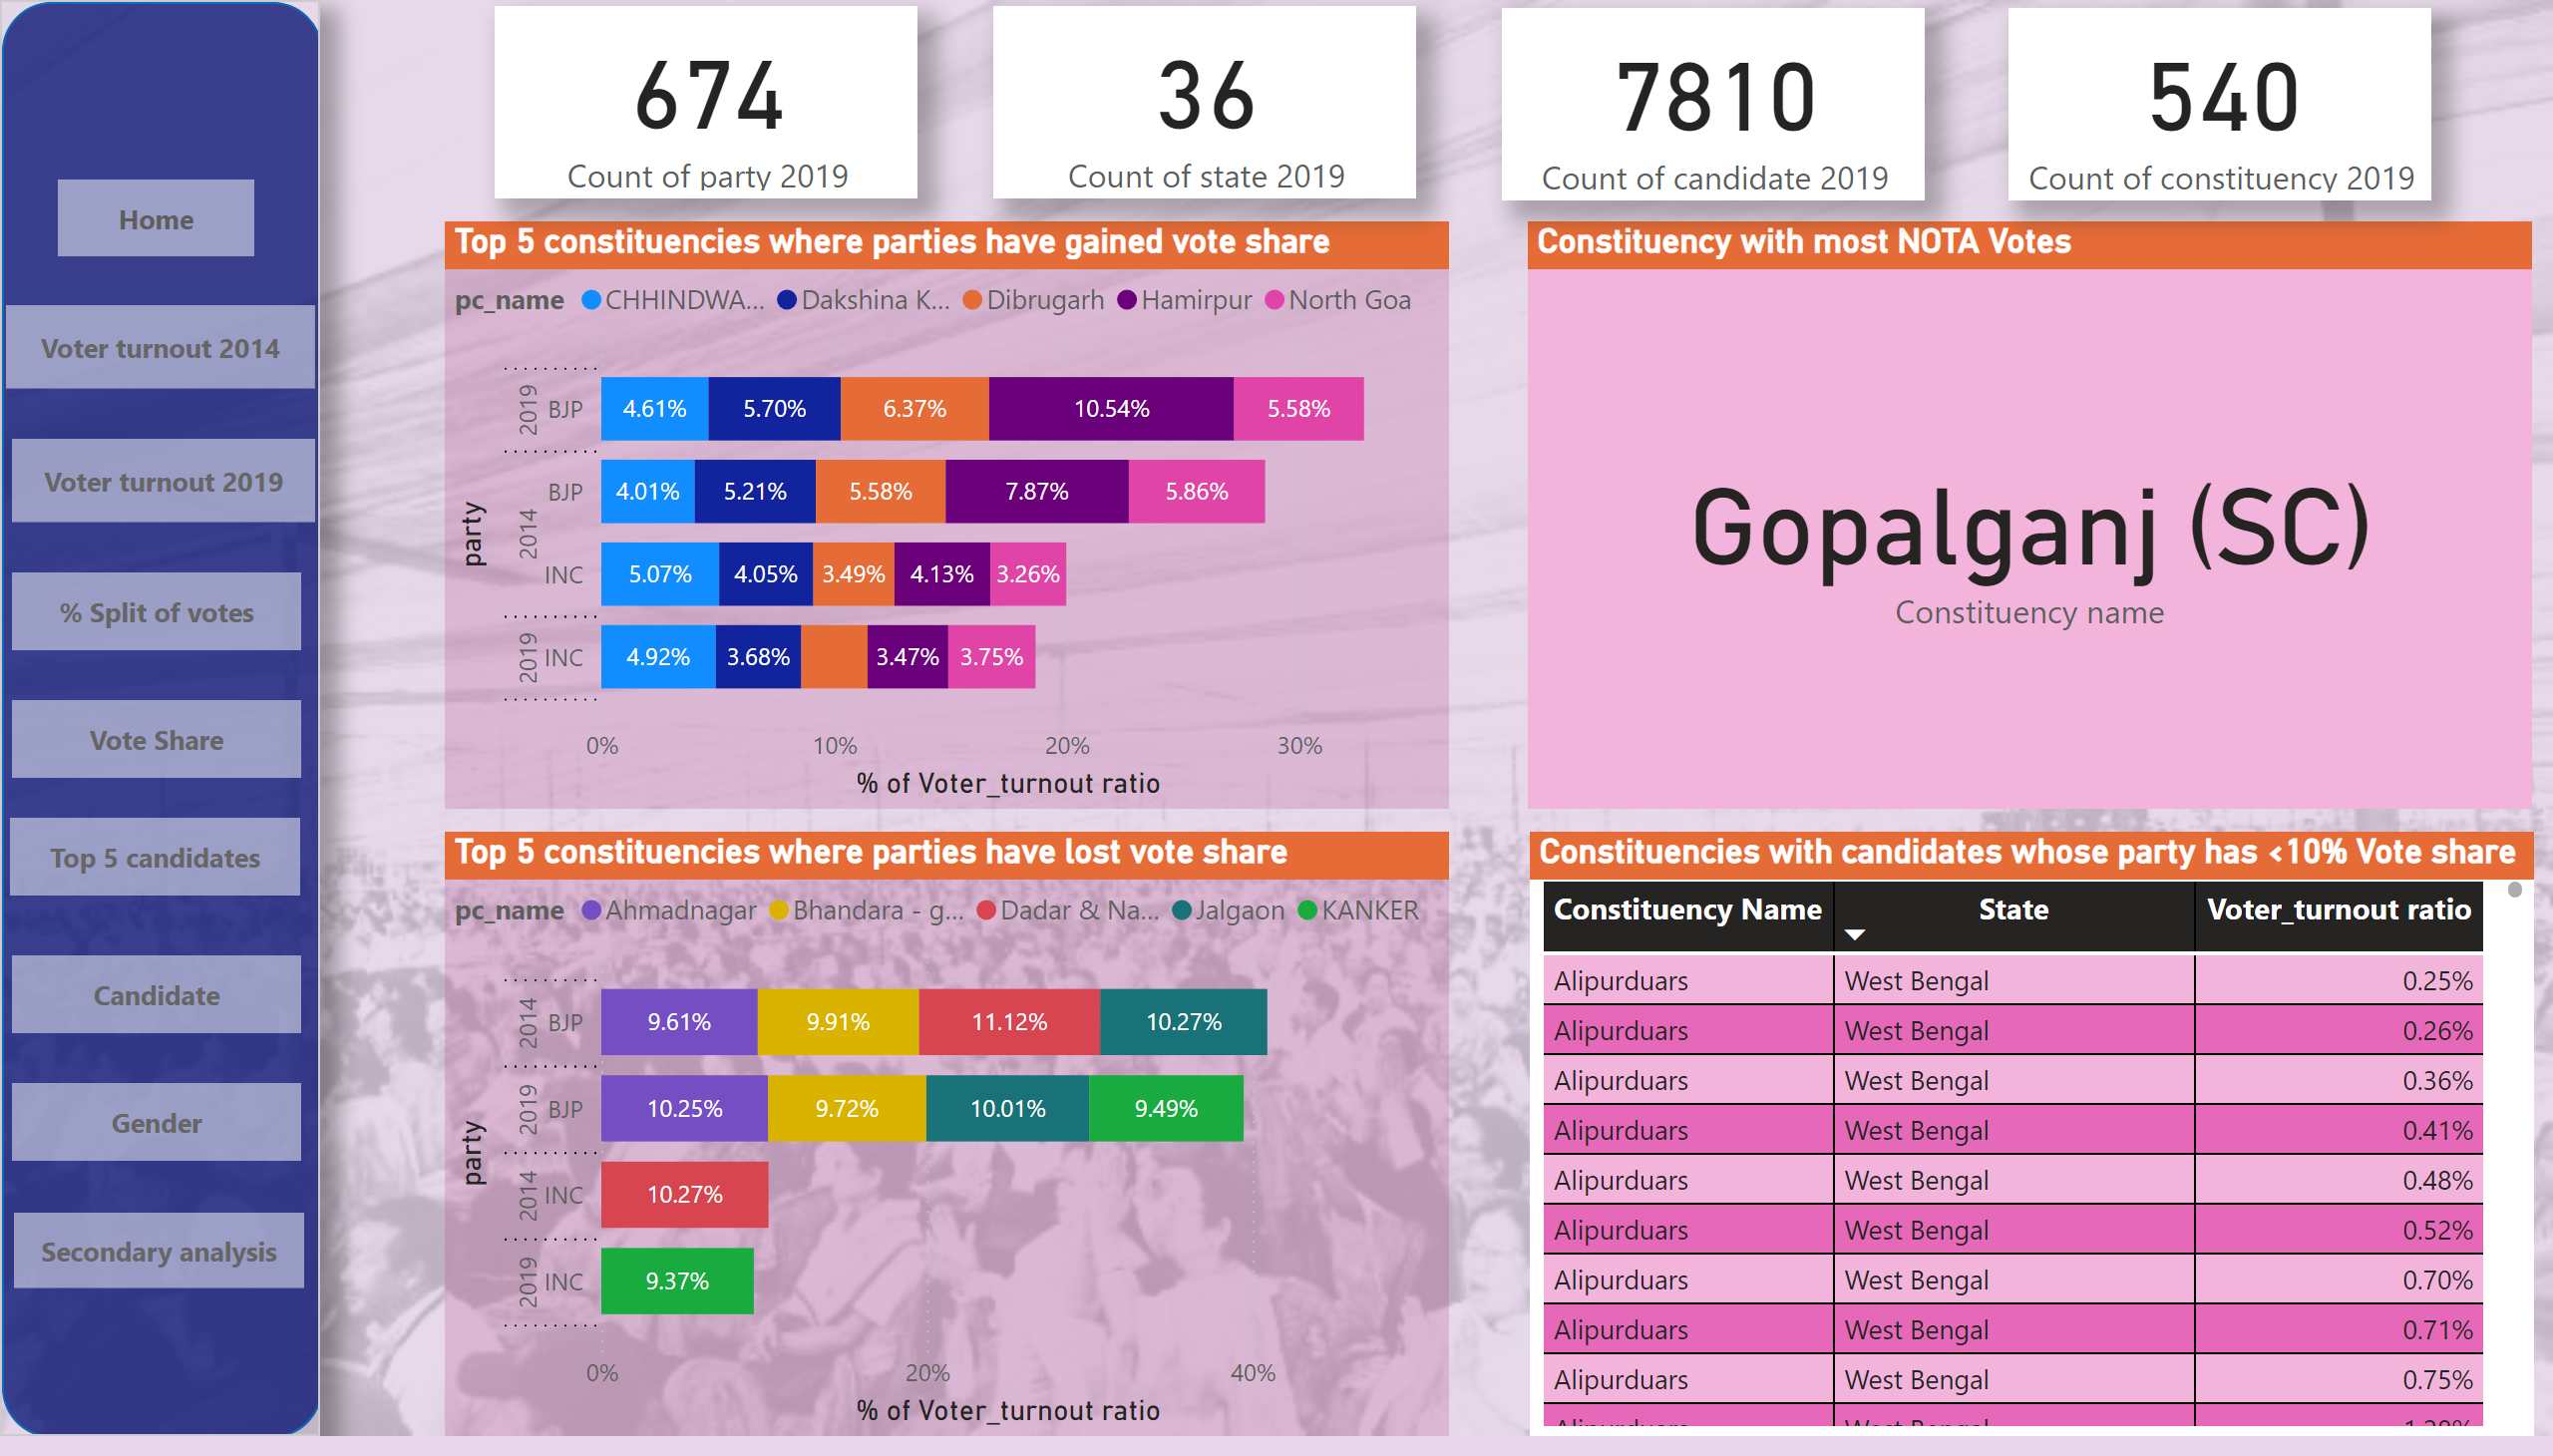 674
Count of party 2019
36
Count of state 2019
7810
Count of candidate 2019
540
Count of constituency 2019
Home
Voter turnout 2014
Voter turnout 2019
% Split of votes
Vote Share
Top 5 candidates
Candidate
Gender
Secondary analysis
Top 5 constituencies where parties have gained vote share
pc_name CHHINDWA... Dakshina K... Dibrugarh Hamirpur North Goa
party
2019 BJP 4.61% 5.70% 6.37% 10.54% 5.58%
2014 BJP 4.01% 5.21% 5.58% 7.87% 5.86%
INC 5.07% 4.05% 3.49% 4.13% 3.26%
2019 INC 4.92% 3.68% 3.47% 3.75%
0% 10% 20% 30%
% of Voter_turnout ratio
Constituency with most NOTA Votes
Gopalganj (SC)
Constituency name
Top 5 constituencies where parties have lost vote share
pc_name Ahmadnagar Bhandara - g... Dadar & Na... Jalgaon KANKER
party
2014 BJP 9.61% 9.91% 11.12% 10.27%
2019 BJP 10.25% 9.72% 10.01% 9.49%
2014 INC 10.27%
2019 INC 9.37%
0% 20% 40%
% of Voter_turnout ratio
Constituencies with candidates whose party has <10% Vote share
Constituency Name State Voter_turnout ratio
Alipurduars West Bengal 0.25%
Alipurduars West Bengal 0.26%
Alipurduars West Bengal 0.36%
Alipurduars West Bengal 0.41%
Alipurduars West Bengal 0.48%
Alipurduars West Bengal 0.52%
Alipurduars West Bengal 0.70%
Alipurduars West Bengal 0.71%
Alipurduars West Bengal 0.75%
Alipurduars West Bengal